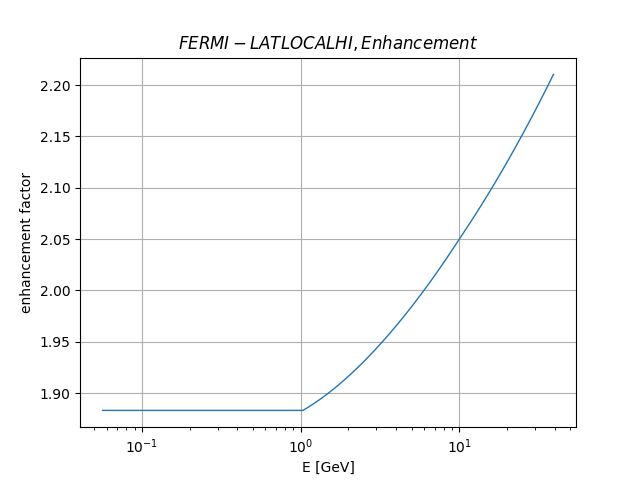 FERMI − LATLOCALHI, Enhancement
enhancement factor
2.20
2.15
2.10
2.05
2.00
1.95
1.90
10⁻¹ 10⁰ 10¹
E [GeV]